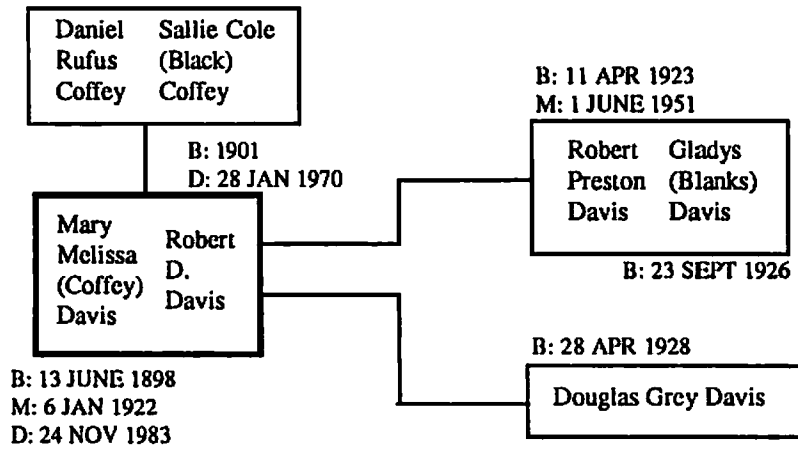 Daniel Sallie Cole
Rufus (Black)
Coffey Coffey
B: 1901
D: 28 JAN 1970
Mary
Melissa
(Coffey)
Davis
Robert
D.
Davis
B: 13 JUNE 1898
M: 6 JAN 1922
D: 24 NOV 1983
B: 11 APR 1923
M: 1 JUNE 1951
Robert Gladys
Preston (Blanks)
Davis Davis
B: 23 SEPT 1926
B: 28 APR 1928
Douglas Grey Davis